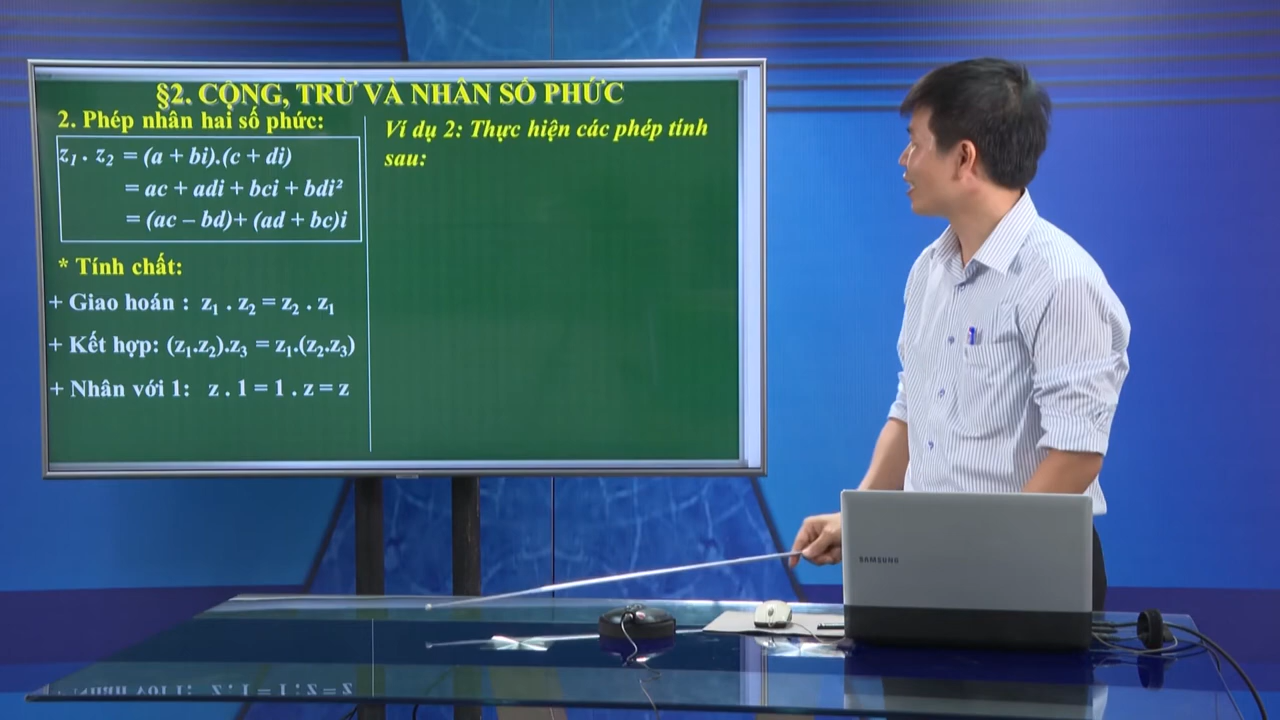 §2. CỘNG, TRỪ VÀ NHÂN SỐ PHỨC
2. Phép nhân hai số phức:
z₁ . z₂ = (a + bi).(c + di)
= ac + adi + bci + bdi²
= (ac – bd)+ (ad + bc)i
* Tính chất:
+ Giao hoán : z₁ . z₂ = z₂ . z₁
+ Kết hợp: (z₁.z₂).z₃ = z₁.(z₂.z₃)
+ Nhân với 1: z . 1 = 1 . z = z
Ví dụ 2: Thực hiện các phép tính
sau:
SAMSUNG